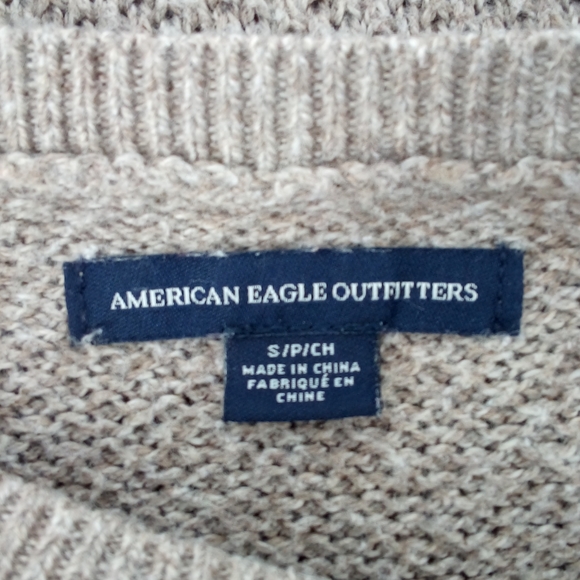 AMERICAN EAGLE OUTFITTERS
S/P/CH
MADE IN CHINA
FABRIQUÉ EN
CHINE